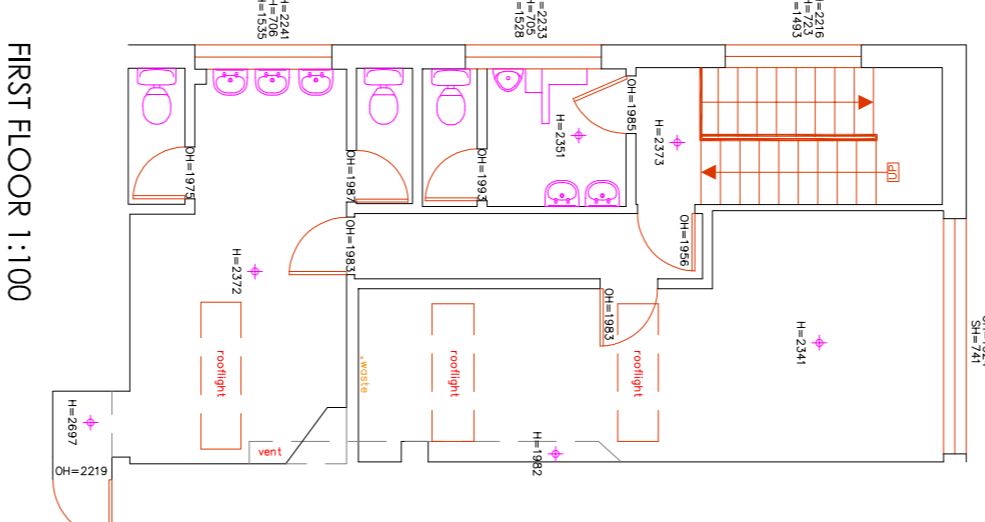 H=2241
H=706
H=1535
=2233
H=705
=1528
H=2216
H=723
=1493
OH=1985
H=2351
H=2373
UP
OH=1975
OH=1987
OH=1993
OH=1956
OH=1983
H=2372
OH=1983
H=2341
SH=741
rooflight
rooflight
rooflight
waste
H=2697
vent
H=1982
OH=2219
FIRST FLOOR 1:100